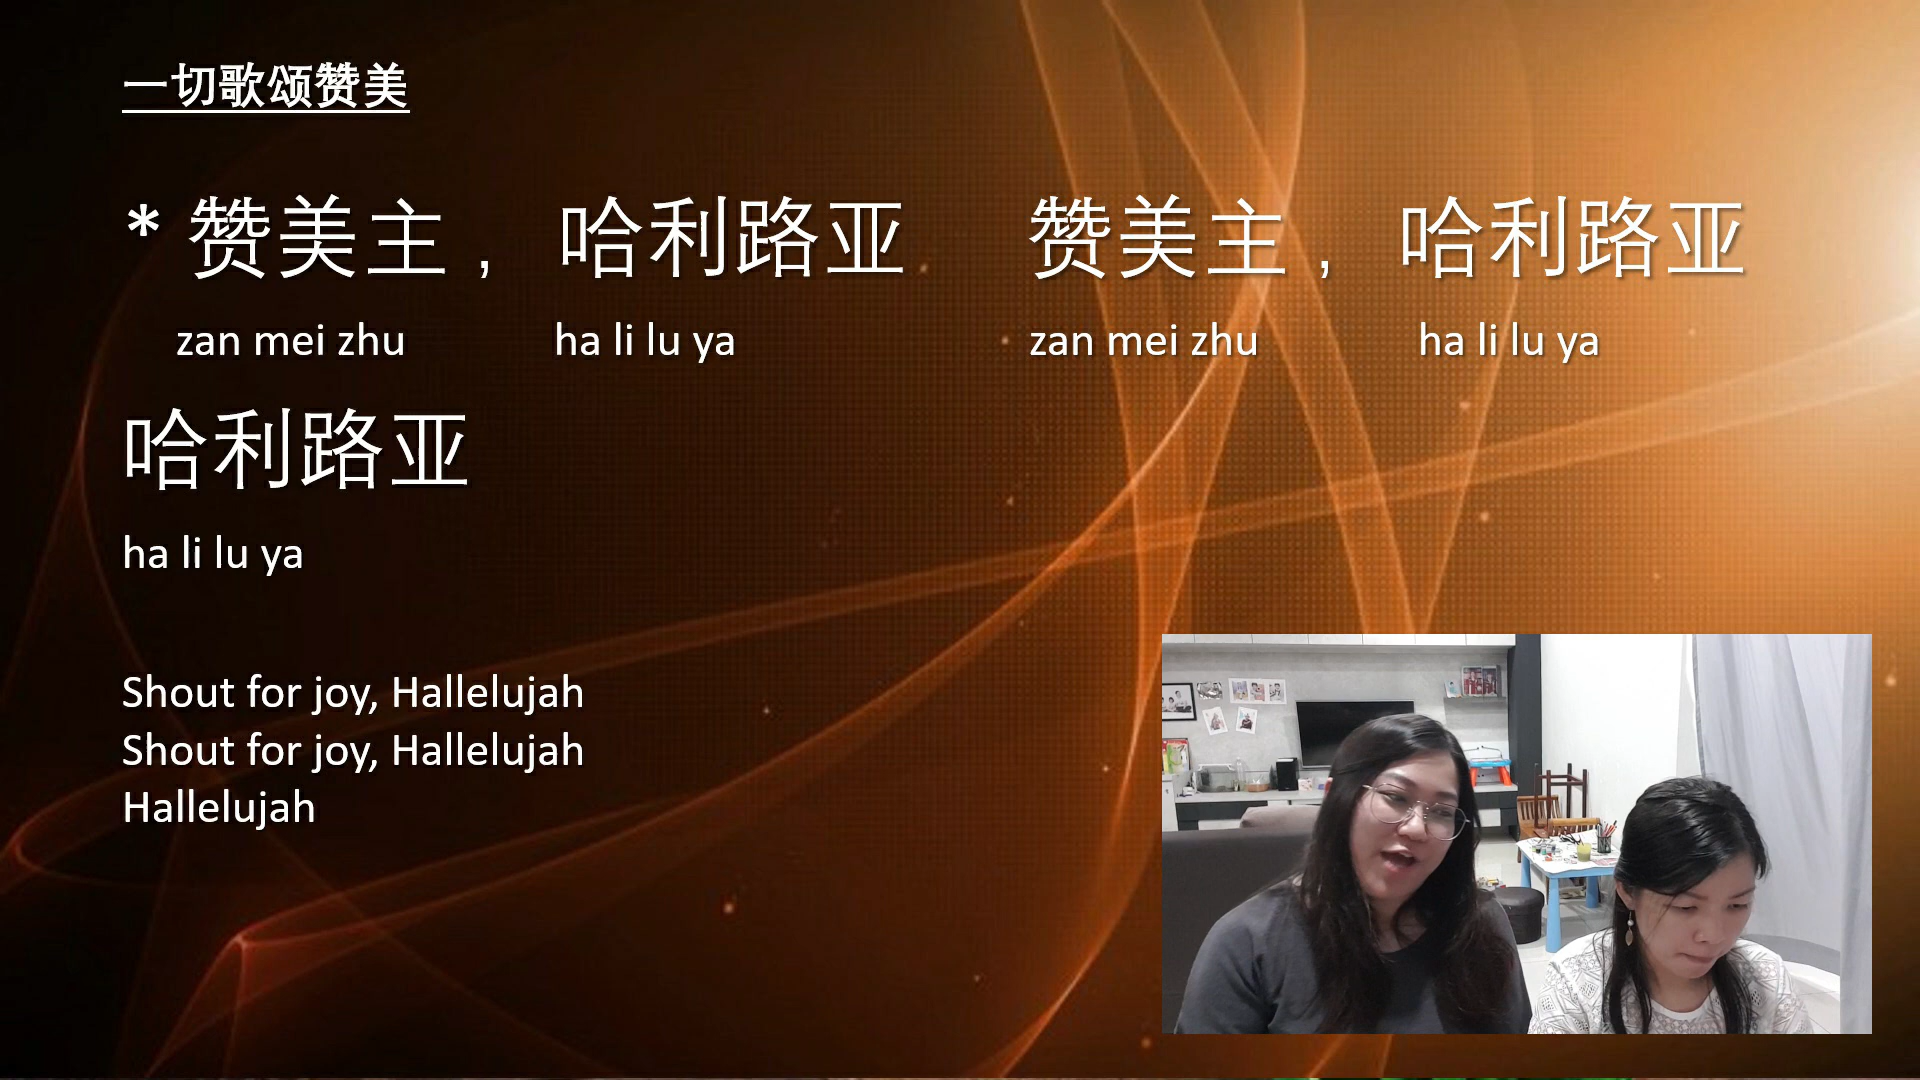 一切歌颂赞美
* 赞美主， 哈利路亚 赞美主， 哈利路亚
zan mei zhu ha li lu ya zan mei zhu ha li lu ya
哈利路亚
ha li lu ya
Shout for joy, Hallelujah
Shout for joy, Hallelujah
Hallelujah